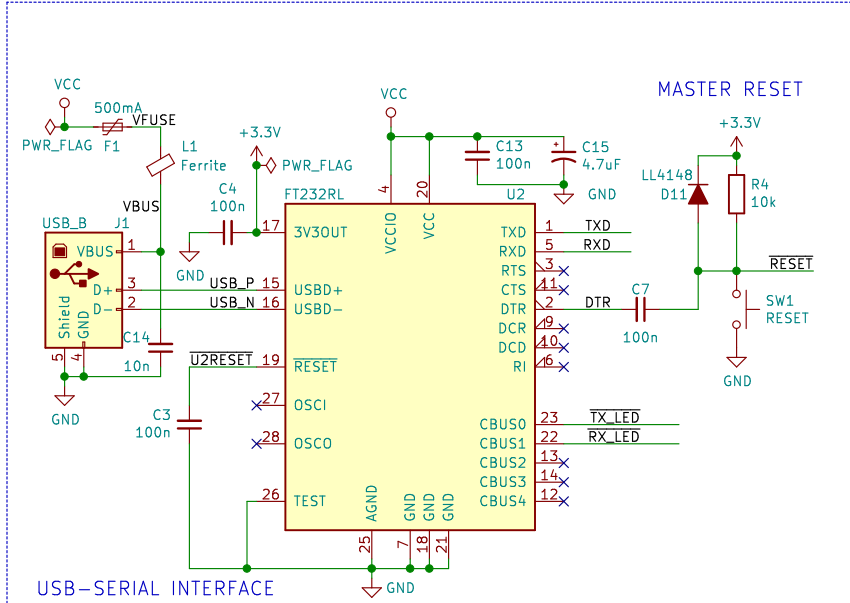 MASTER RESET
VCC
500mA
VFUSE
PWR_FLAG
F1
L1
Ferrite
VBUS
+3.3V
PWR_FLAG
C4
100n
GND
VCC
C13
100n
C15
4.7uF
GND
+3.3V
LL4148
D11
R4
10k
RESET
SW1
RESET
GND
USB_B
J1
VBUS
1
D+
3
D-
2
Shield
GND
5
4
GND
C14
10n
USB_P
USB_N
U2RESET
C3
100n
FT232RL
U2
4
VCCIO
20
VCC
17
3V3OUT
15
USBD+
16
USBD-
19
RESET
27
OSCI
28
OSCO
26
TEST
TXD
1
TXD
RXD
5
RXD
RTS
3
CTS
11
DTR
2
DTR
C7
100n
DCR
9
DCD
10
RI
6
CBUS0
23
TX_LED
CBUS1
22
RX_LED
CBUS2
13
CBUS3
14
CBUS4
12
AGND
GND
GND
GND
25
7
18
21
GND
USB-SERIAL INTERFACE